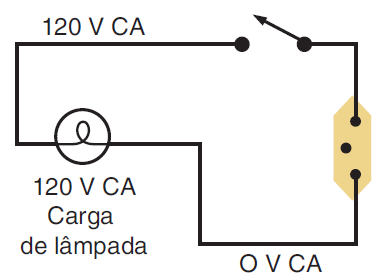 120 V CA
120 V CA
Carga
de lâmpada
O V CA